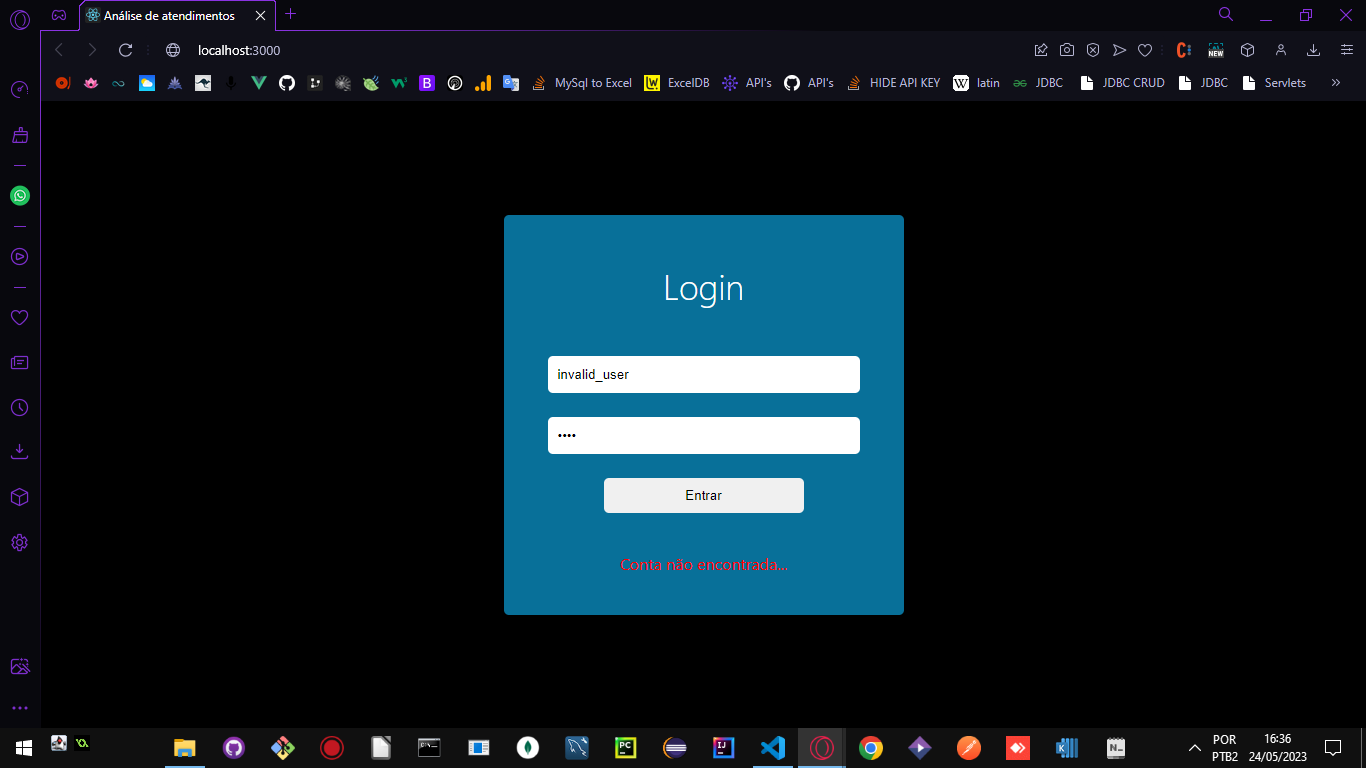 Análise de atendimentos
localhost:3000
MySql to Excel
ExcelDB
API's
API's
HIDE API KEY
latin
JDBC
JDBC CRUD
JDBC
Servlets
Login
invalid_user
••••
Entrar
Conta não encontrada...
POR
PTB2
16:36
24/05/2023